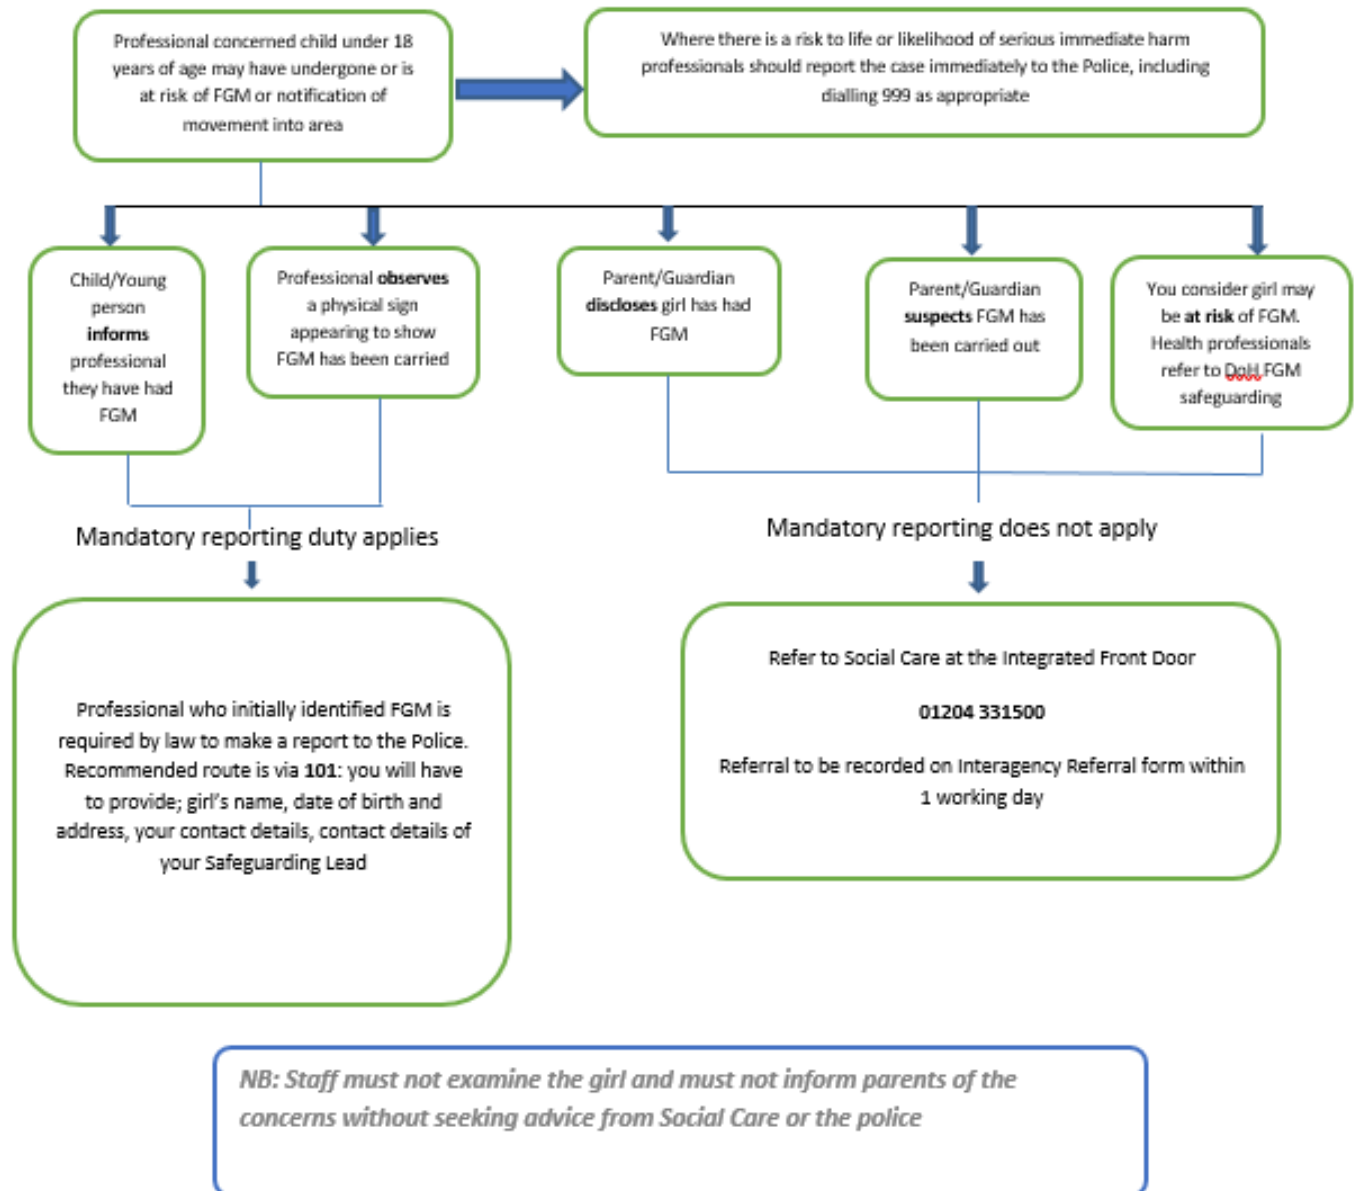 Professional concerned child under 18
years of age may have undergone or is
at risk of FGM or notification of
movement into area
Where there is a risk to life or likelihood of serious immediate harm
professionals should report the case immediately to the Police, including
dialling 999 as appropriate
Child/Young
person
informs
professional
they have had
FGM
Professional observes
a physical sign
appearing to show
FGM has been carried
Parent/Guardian
discloses girl has had
FGM
Parent/Guardian
suspects FGM has
been carried out
You consider girl may
be at risk of FGM.
Health professionals
refer to DoH FGM
safeguarding
Mandatory reporting duty applies
Mandatory reporting does not apply
Professional who initially identified FGM is
required by law to make a report to the Police.
Recommended route is via 101: you will have
to provide; girl's name, date of birth and
address, your contact details, contact details of
your Safeguarding Lead
Refer to Social Care at the Integrated Front Door
01204 331500
Referral to be recorded on Interagency Referral form within
1 working day
NB: Staff must not examine the girl and must not inform parents of the
concerns without seeking advice from Social Care or the police